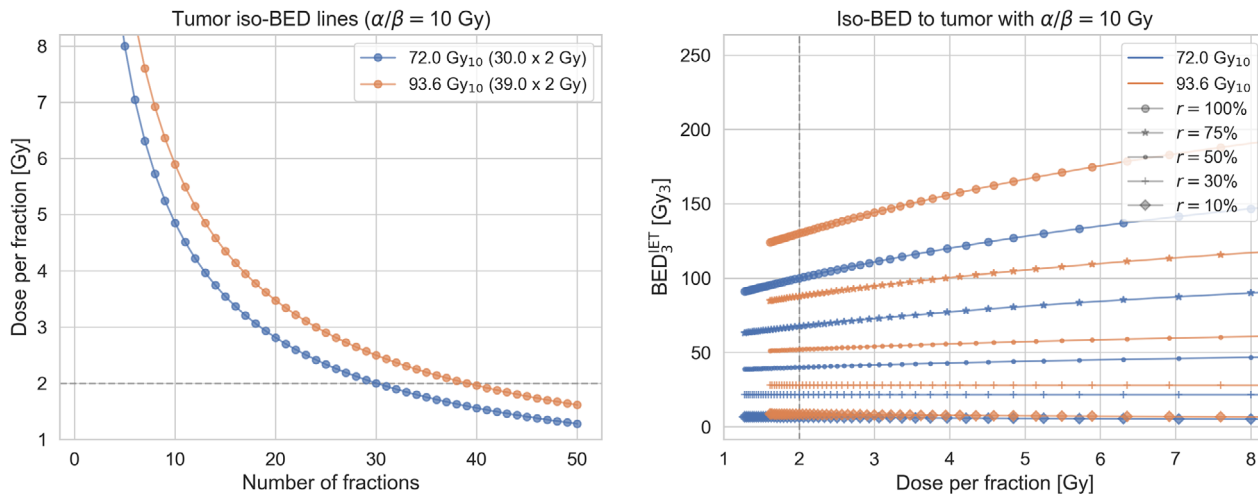 Tumor iso-BED lines (α/β = 10 Gy)
Dose per fraction [Gy]
8
7
6
5
4
3
2
1
72.0 Gy₁₀ (30.0 x 2 Gy)
93.6 Gy₁₀ (39.0 x 2 Gy)
0 10 20 30 40 50
Number of fractions
Iso-BED to tumor with α/β = 10 Gy
BED₃ᴵᴱᵀ [Gy₃]
250
200
150
100
50
0
72.0 Gy₁₀
93.6 Gy₁₀
r = 100%
r = 75%
r = 50%
r = 30%
r = 10%
1 2 3 4 5 6 7 8
Dose per fraction [Gy]